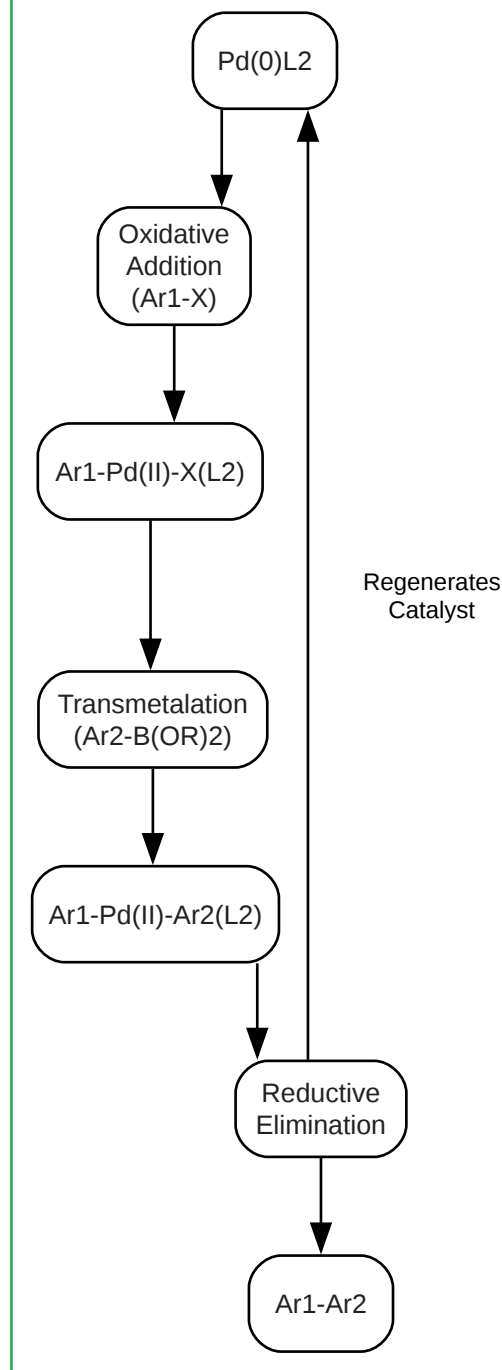 Pd(0)L2
Oxidative
Addition
(Ar1-X)
Ar1-Pd(II)-X(L2)
Regenerates
Catalyst
Transmetalation
(Ar2-B(OR)2)
Ar1-Pd(II)-Ar2(L2)
Reductive
Elimination
Ar1-Ar2